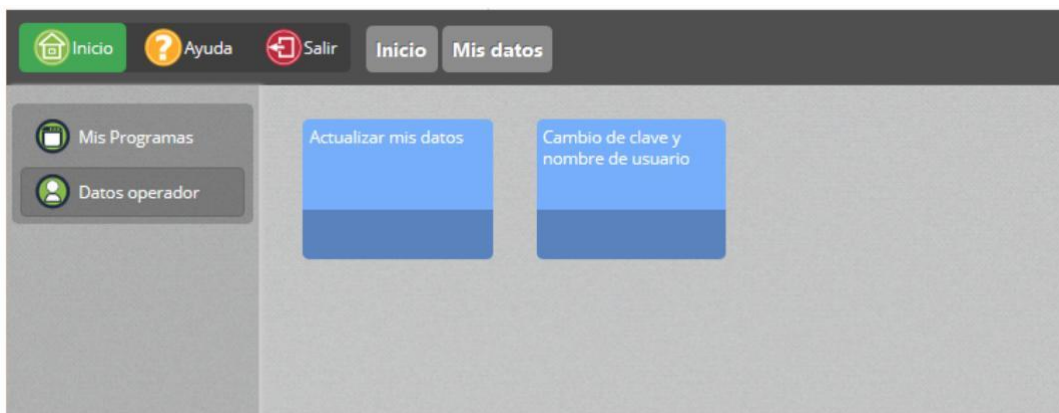 Inicio
Ayuda
Salir
Inicio
Mis datos
Mis Programas
Datos operador
Actualizar mis datos
Cambio de clave y
nombre de usuario